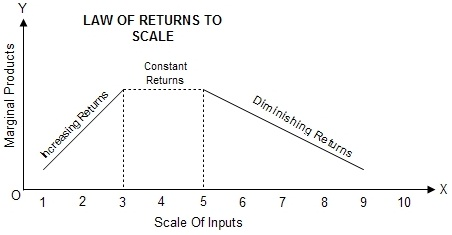 Y
LAW OF RETURNS TO
SCALE
Constant
Returns
Increasing Returns
Diminishing Returns
Marginal Products
O
1 2 3 4 5 6 7 8 9 10
X
Scale Of Inputs